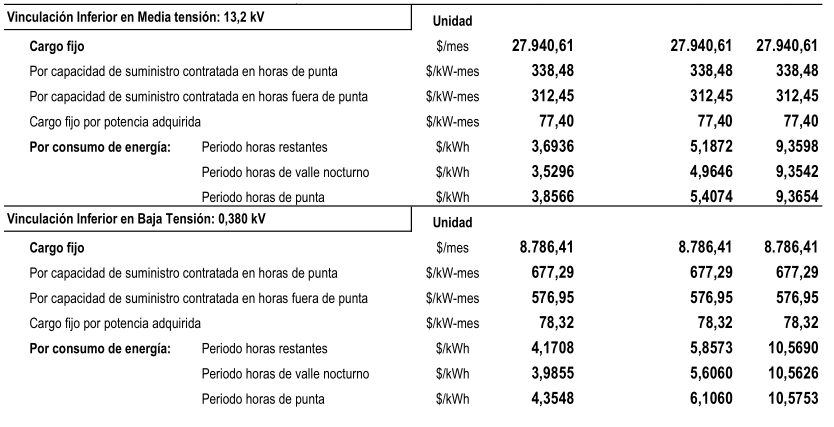 Vinculación Inferior en Media tensión: 13,2 kV Unidad
Cargo fijo $/mes 27.940,61 27.940,61 27.940,61
Por capacidad de suministro contratada en horas de punta $/kW-mes 338,48 338,48 338,48
Por capacidad de suministro contratada en horas fuera de punta $/kW-mes 312,45 312,45 312,45
Cargo fijo por potencia adquirida $/kW-mes 77,40 77,40 77,40
Por consumo de energía: Periodo horas restantes $/kWh 3,6936 5,1872 9,3598
Periodo horas de valle nocturno $/kWh 3,5296 4,9646 9,3542
Periodo horas de punta $/kWh 3,8566 5,4074 9,3654
Vinculación Inferior en Baja Tensión: 0,380 kV Unidad
Cargo fijo $/mes 8.786,41 8.786,41 8.786,41
Por capacidad de suministro contratada en horas de punta $/kW-mes 677,29 677,29 677,29
Por capacidad de suministro contratada en horas fuera de punta $/kW-mes 576,95 576,95 576,95
Cargo fijo por potencia adquirida $/kW-mes 78,32 78,32 78,32
Por consumo de energía: Periodo horas restantes $/kWh 4,1708 5,8573 10,5690
Periodo horas de valle nocturno $/kWh 3,9855 5,6060 10,5626
Periodo horas de punta $/kWh 4,3548 6,1060 10,5753